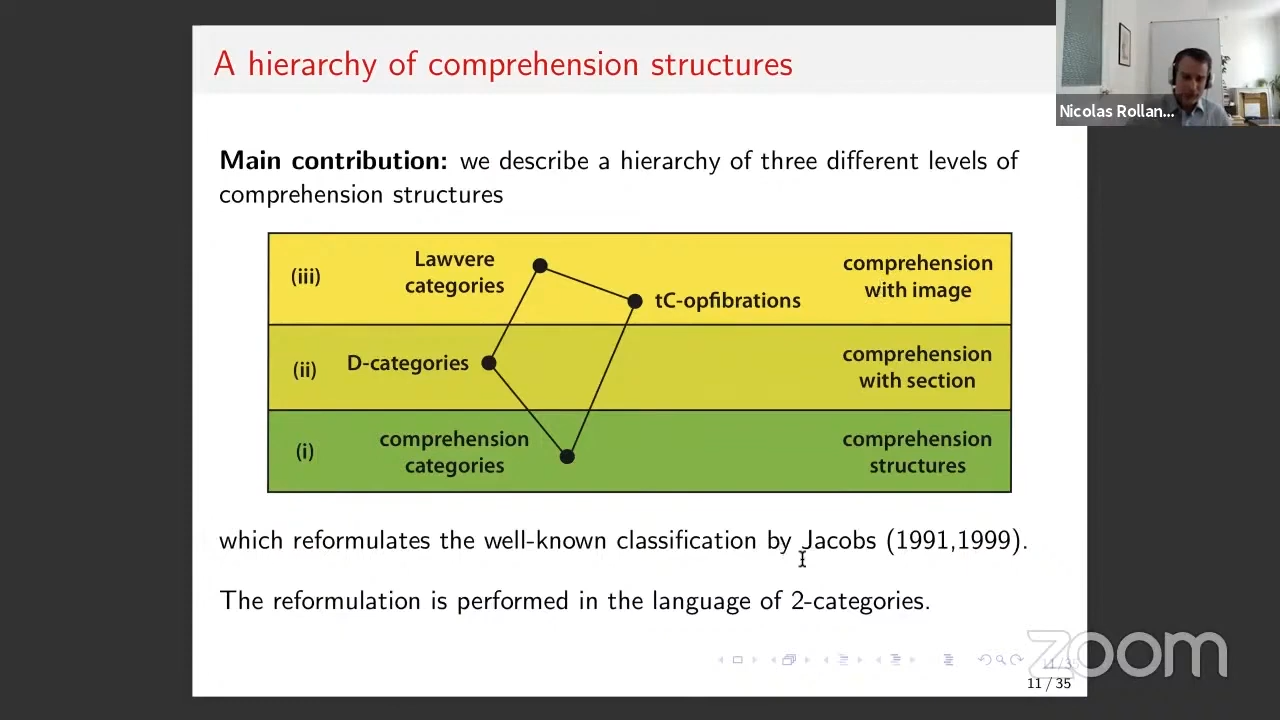 A hierarchy of comprehension structures
Nicolas Rollan...
Main contribution: we describe a hierarchy of three different levels of
comprehension structures
(iii)
Lawvere
categories
tC-opfibrations
comprehension
with image
(ii)
D-categories
comprehension
with section
(i)
comprehension
categories
comprehension
structures
which reformulates the well-known classification by Jacobs (1991,1999).
The reformulation is performed in the language of 2-categories.
zoom
11/35
11 / 35